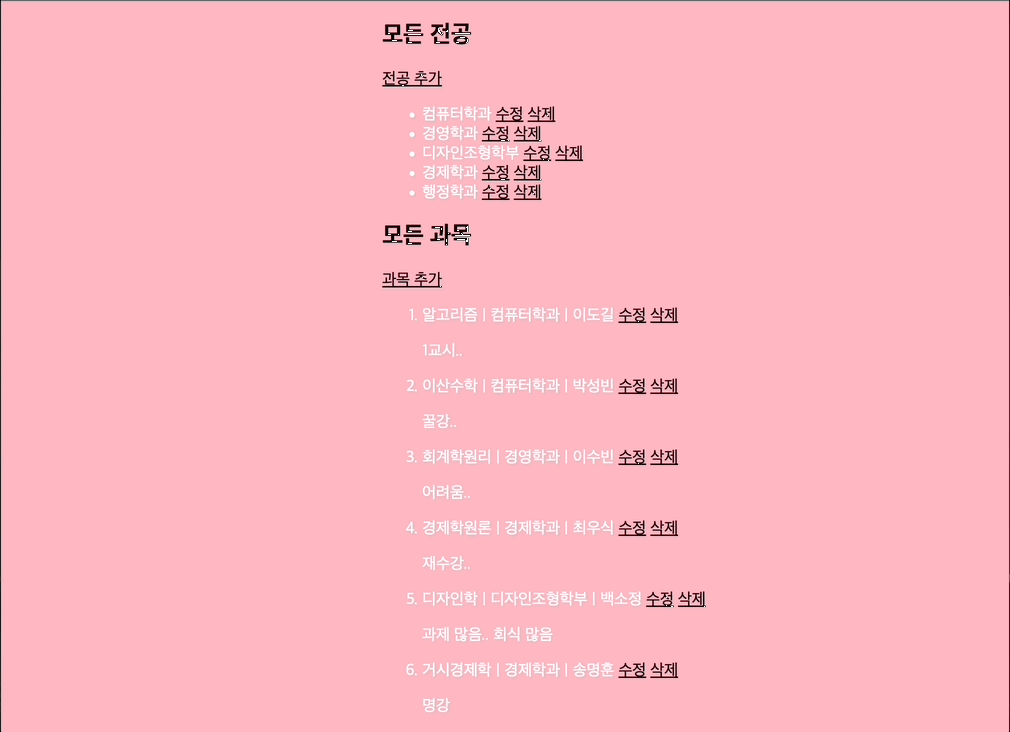 모든 전공
전공 추가
• 컴퓨터학과 수정 삭제
• 경영학과 수정 삭제
• 디자인조형학부 수정 삭제
• 경제학과 수정 삭제
• 행정학과 수정 삭제
모든 과목
과목 추가
1. 알고리즘 | 컴퓨터학과 | 이도길 수정 삭제
1교시..
2. 이산수학 | 컴퓨터학과 | 박성빈 수정 삭제
꿀강..
3. 회계학원리 | 경영학과 | 이수빈 수정 삭제
어려움..
4. 경제학원론 | 경제학과 | 최우식 수정 삭제
재수강..
5. 디자인학 | 디자인조형학부 | 백소정 수정 삭제
과제 많음.. 회식 많음
6. 거시경제학 | 경제학과 | 송명훈 수정 삭제
명강